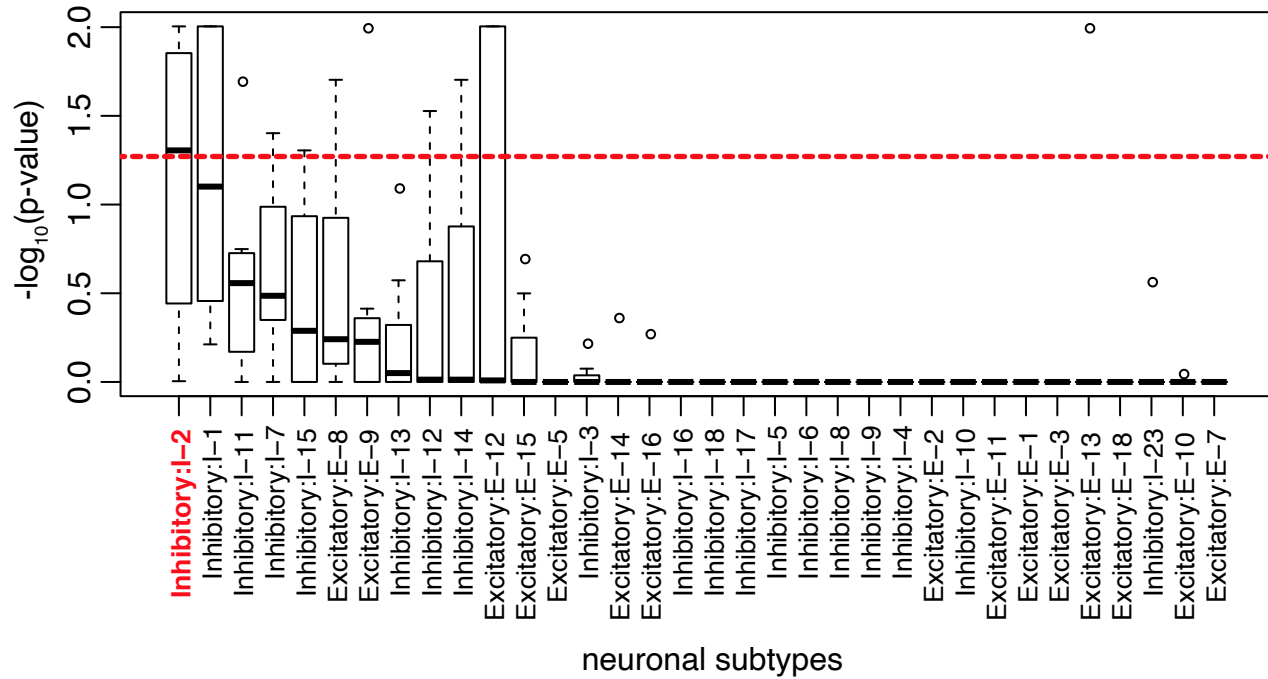 -log10(p-value)
2.0
1.5
1.0
0.5
0.0
Inhibitory:I−2
Inhibitory:I−1
Inhibitory:I−11
Inhibitory:I−7
Inhibitory:I−15
Excitatory:E−8
Excitatory:E−9
Inhibitory:I−13
Inhibitory:I−12
Inhibitory:I−14
Excitatory:E−12
Excitatory:E−15
Excitatory:E−5
Inhibitory:I−3
Excitatory:E−14
Excitatory:E−16
Inhibitory:I−16
Inhibitory:I−18
Inhibitory:I−17
Inhibitory:I−5
Inhibitory:I−6
Inhibitory:I−8
Inhibitory:I−9
Inhibitory:I−4
Excitatory:E−2
Inhibitory:I−10
Excitatory:E−11
Excitatory:E−1
Excitatory:E−3
Excitatory:E−13
Excitatory:E−18
Inhibitory:I−23
Excitatory:E−10
Excitatory:E−7
neuronal subtypes